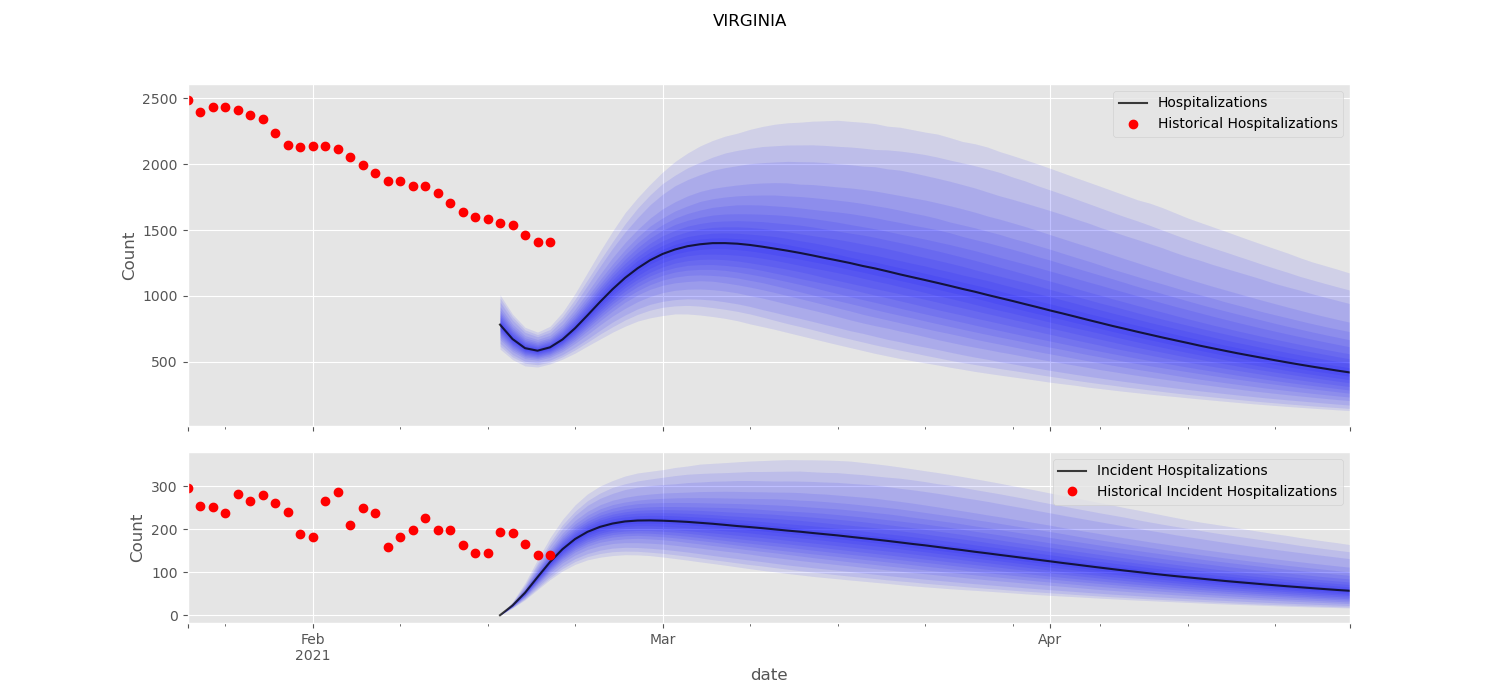 VIRGINIA
2500
2000
1500
1000
500
Count
Hospitalizations
Historical Hospitalizations
300
200
100
0
Count
Incident Hospitalizations
Historical Incident Hospitalizations
Feb
2021
Mar
Apr
date